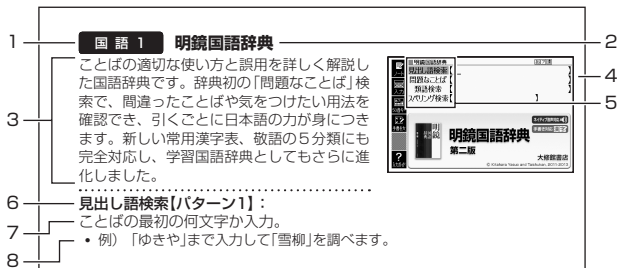 1
国語1 明鏡国語辞典
2
3
ことばの適切な使い方と誤用を詳しく解説し
た国語辞典です。辞典初の「問題なことば」検
索で、間違ったことばや気をつけたい用法を
確認でき、引くごとに日本語の力が身につき
ます。新しい常用漢字表、敬語の5分類にも
完全対応し、学習国語辞典としてもさらに進
化しました。
明鏡国語辞典
見出し語検索
問題なことば
類語検索
スペリング検索
4
5
明鏡
明鏡国語辞典
第二版
大修館書店
6
見出し語検索【パターン1】:
7
ことばの最初の何文字か入力。
8
• 例) 「ゆきや」まで入力して「雪柳」を調べます。